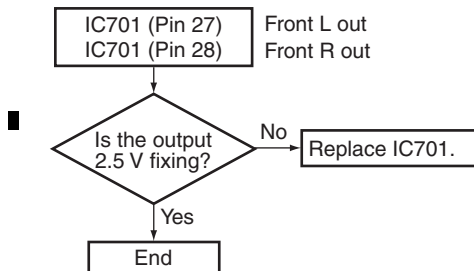 IC701 (Pin 27) Front L out
IC701 (Pin 28) Front R out
Is the output
2.5 V fixing?
No
Replace IC701.
Yes
End